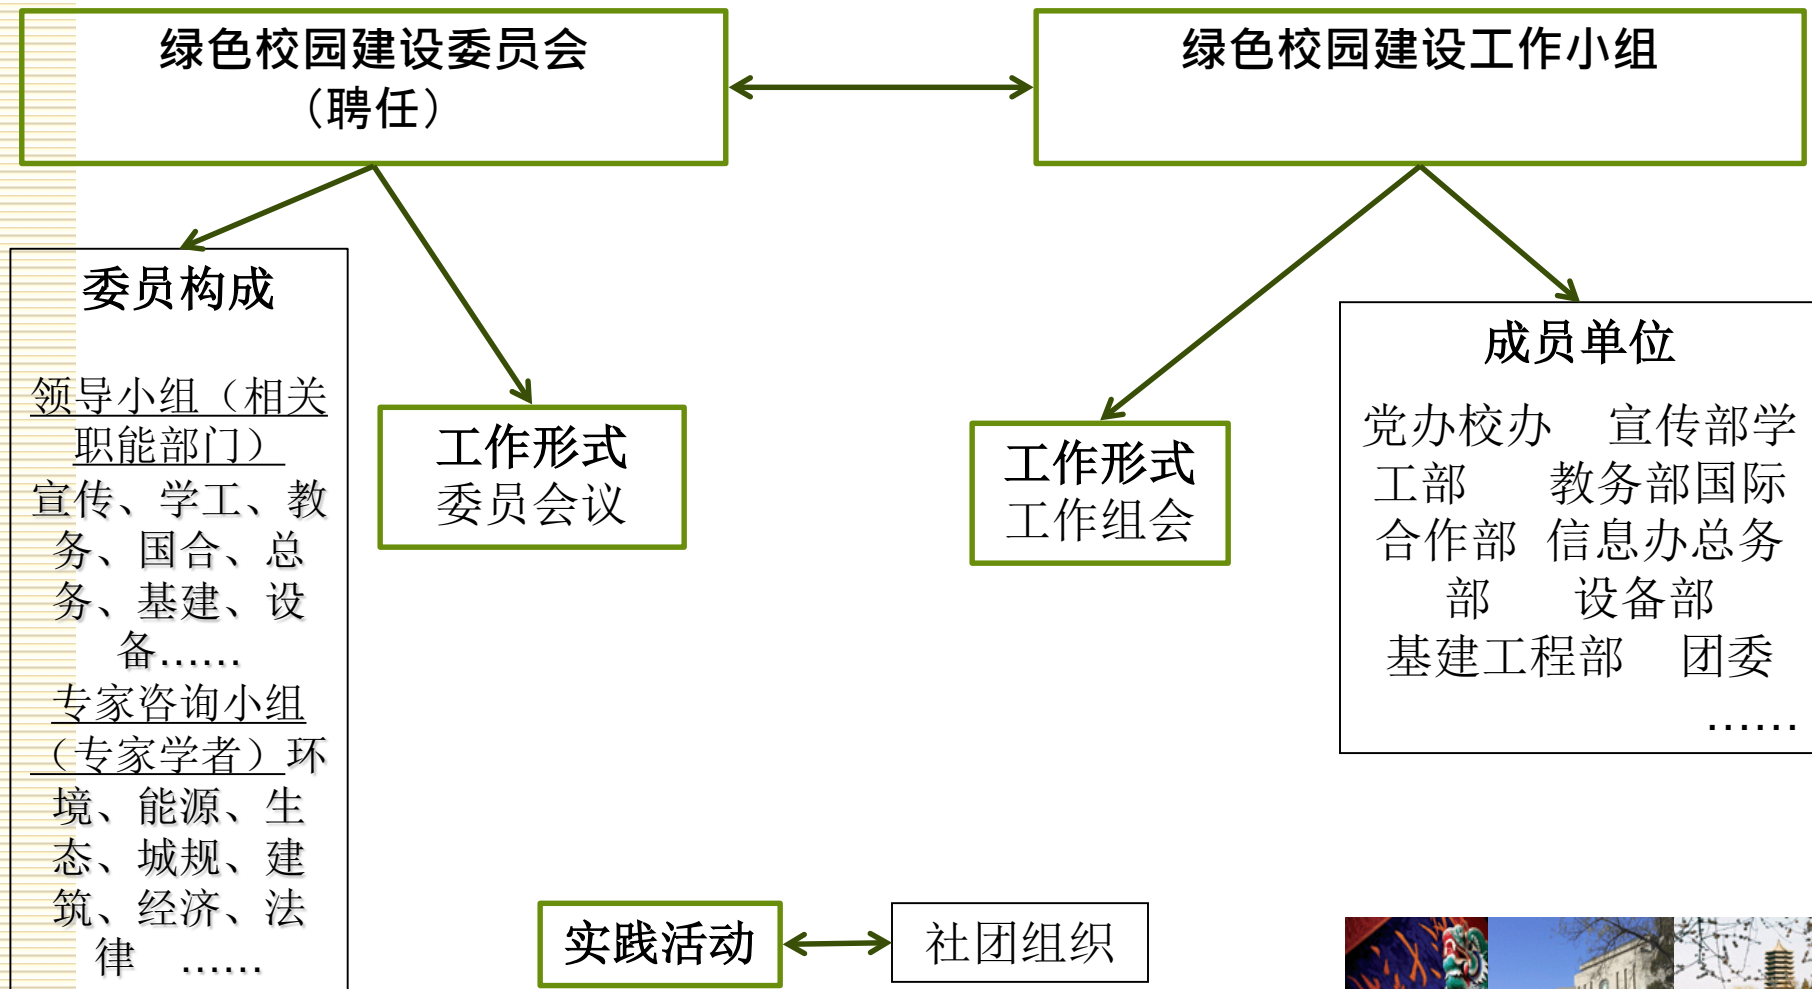 绿色校园建设委员会
（聘任）
绿色校园建设工作小组
委员构成
领导小组（相关
职能部门）
宣传、学工、教
务、国合、总
务、基建、设
备......
专家咨询小组
（专家学者）环
境、能源、生
态、城规、建
筑、经济、法
律 ......
工作形式
委员会议
工作形式
工作组会
成员单位
党办校办 宣传部学
工部 教务部国际
合作部 信息办总务
部 设备部
基建工程部 团委
......
实践活动
社团组织